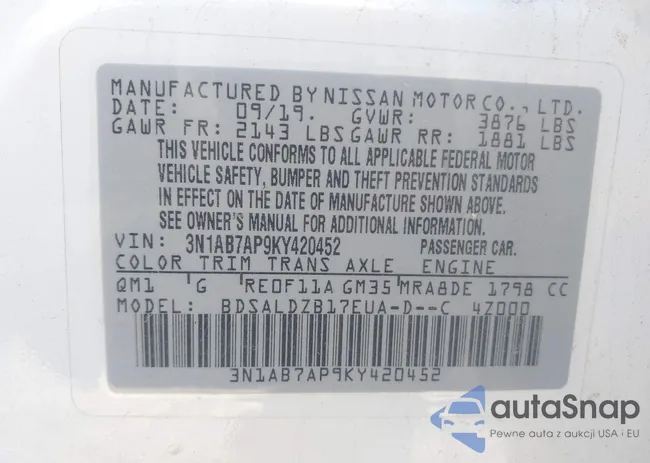 MANUFACTURED BY NISSAN MOTOR CO., LTD.
DATE: 09/19. GVWR: 3876 LBS
GAWR FR: 2143 LBS GAWR RR: 1881 LBS
THIS VEHICLE CONFORMS TO ALL APPLICABLE FEDERAL MOTOR
VEHICLE SAFETY, BUMPER AND THEFT PREVENTION STANDARDS
IN EFFECT ON THE DATE OF MANUFACTURE SHOWN ABOVE.
SEE OWNER'S MANUAL FOR ADDITIONAL INFORMATION.
VIN: 3N1AB7AP9KY420452 PASSENGER CAR.
COLOR TRIM TRANS AXLE ENGINE
QM1 G RE0F11A GM35 MRA8DE 1798 CC
MODEL: BDSALDZB17EUA-D--C 4Z000
3N1AB7AP9KY420452
autoSnap
Pewne auta z aukcji USA i EU